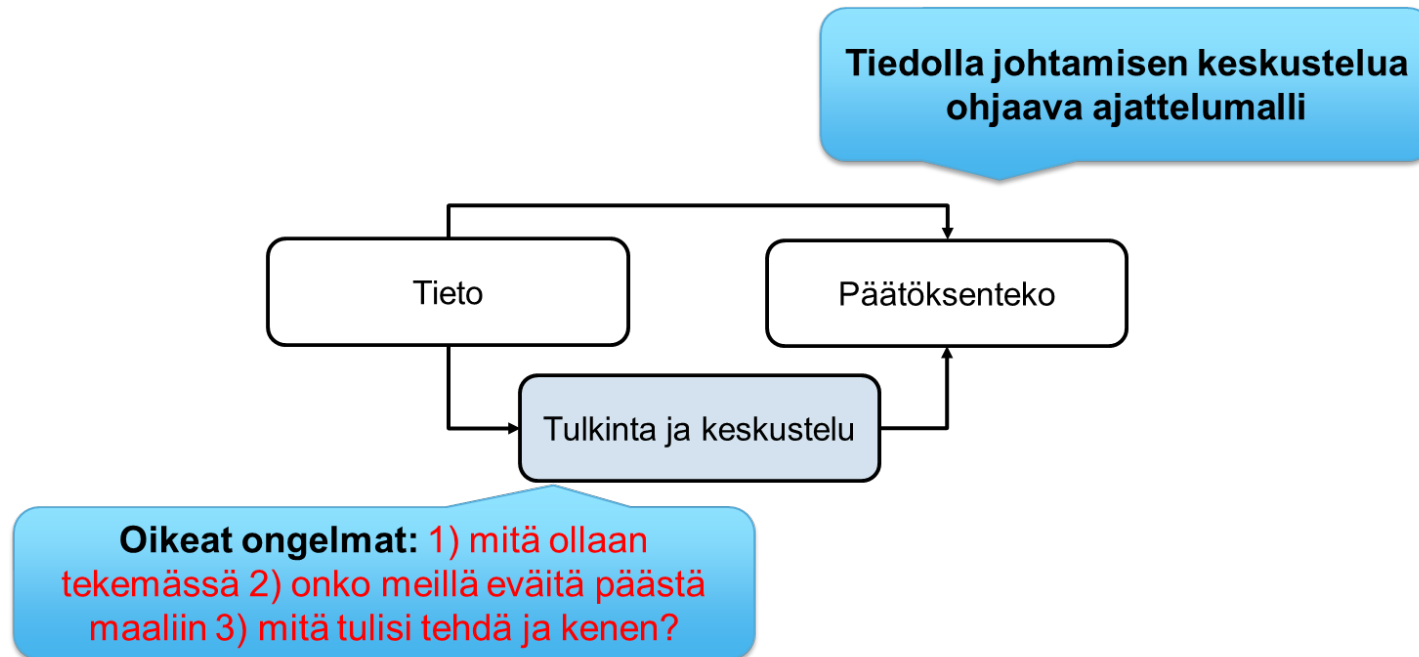 Tiedolla johtamisen keskustelua
ohjaava ajattelumalli
Tieto
Päätöksenteko
Tulkinta ja keskustelu
Oikeat ongelmat: 1) mitä ollaan
tekemässä 2) onko meillä eväitä päästä
maaliin 3) mitä tulisi tehdä ja kenen?